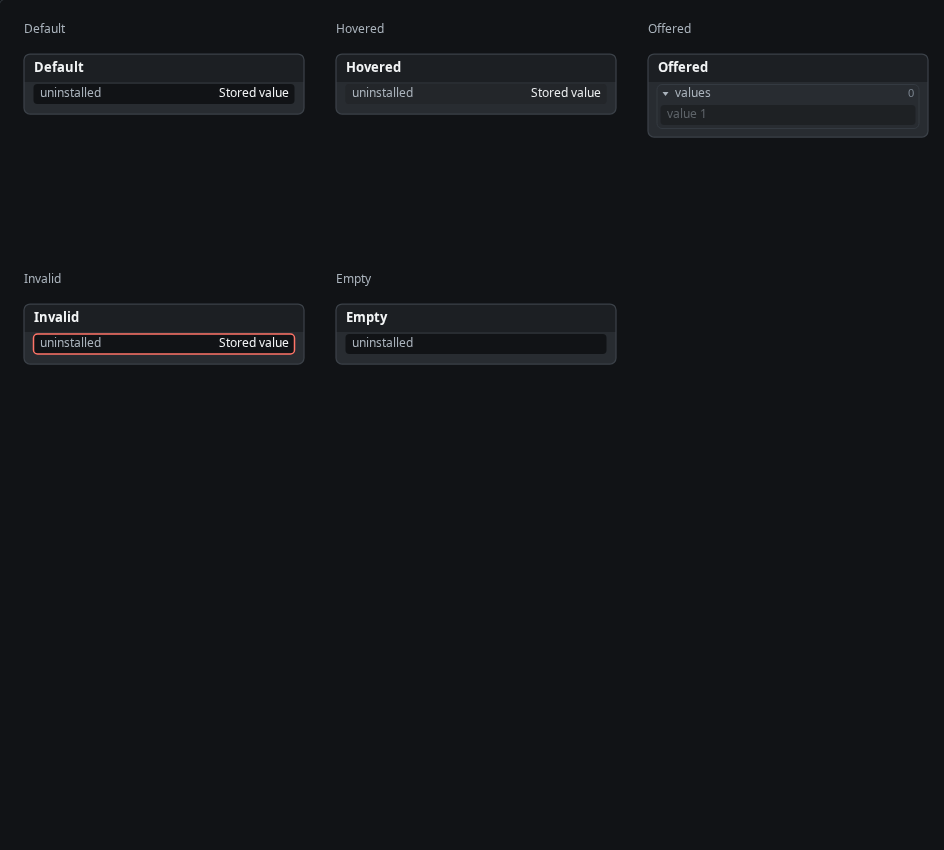 Default
Hovered
Offered
Default
Hovered
Offered
uninstalled Stored value
uninstalled Stored value
values 0
value 1
Invalid
Empty
Invalid
Empty
uninstalled Stored value
uninstalled